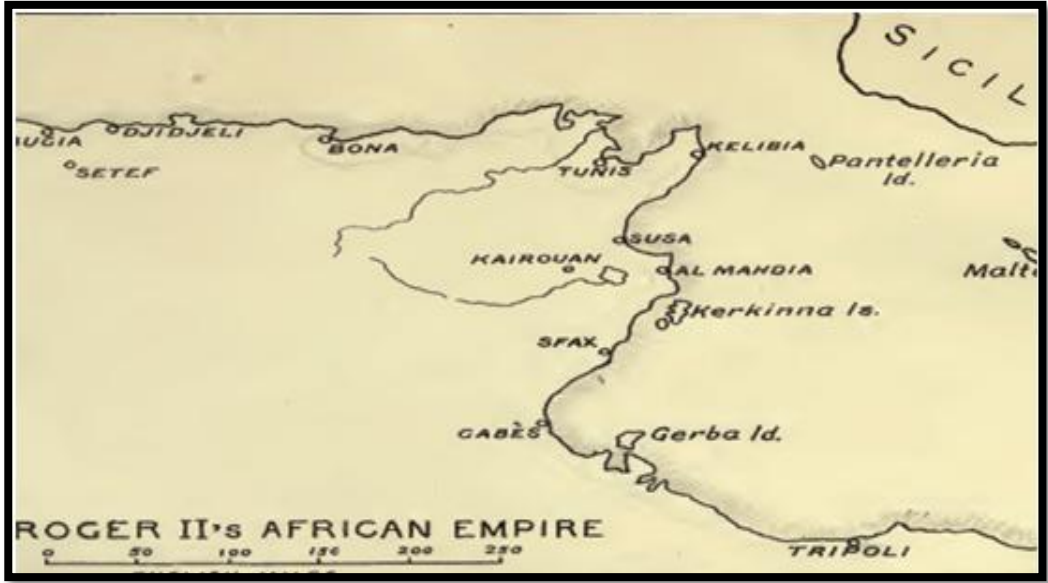 SICIL
UGIA
DJIDJELI
BONA
SETEF
TUNIS
KELIBIA
Pantelleria
Id.
SUSA
KAIROUAN
AL MAHDIA
Malt
Kerkinna Is.
SFAX
GABÈS
Gerba Id.
ROGER II's AFRICAN EMPIRE
0 50 100 150 200 250
TRIPOLI